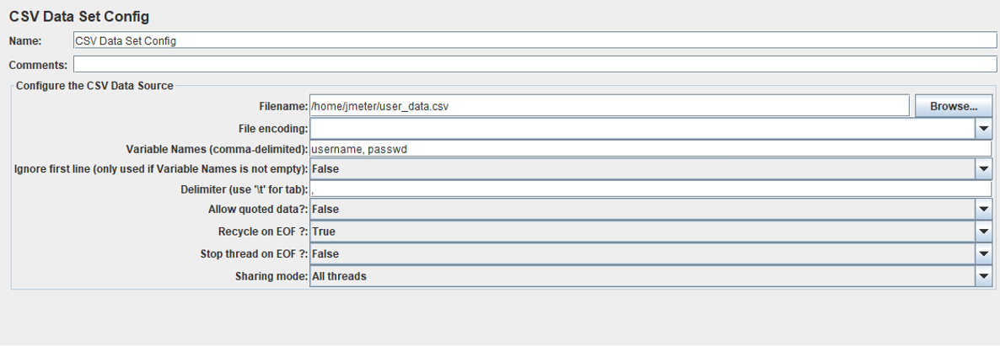 CSV Data Set Config
Name: CSV Data Set Config
Comments:
Configure the CSV Data Source
Filename: /home/jmeter/user_data.csv Browse...
File encoding:
Variable Names (comma-delimited): username, passwd
Ignore first line (only used if Variable Names is not empty): False
Delimiter (use '\t' for tab): ,
Allow quoted data?: False
Recycle on EOF ?: True
Stop thread on EOF ?: False
Sharing mode: All threads